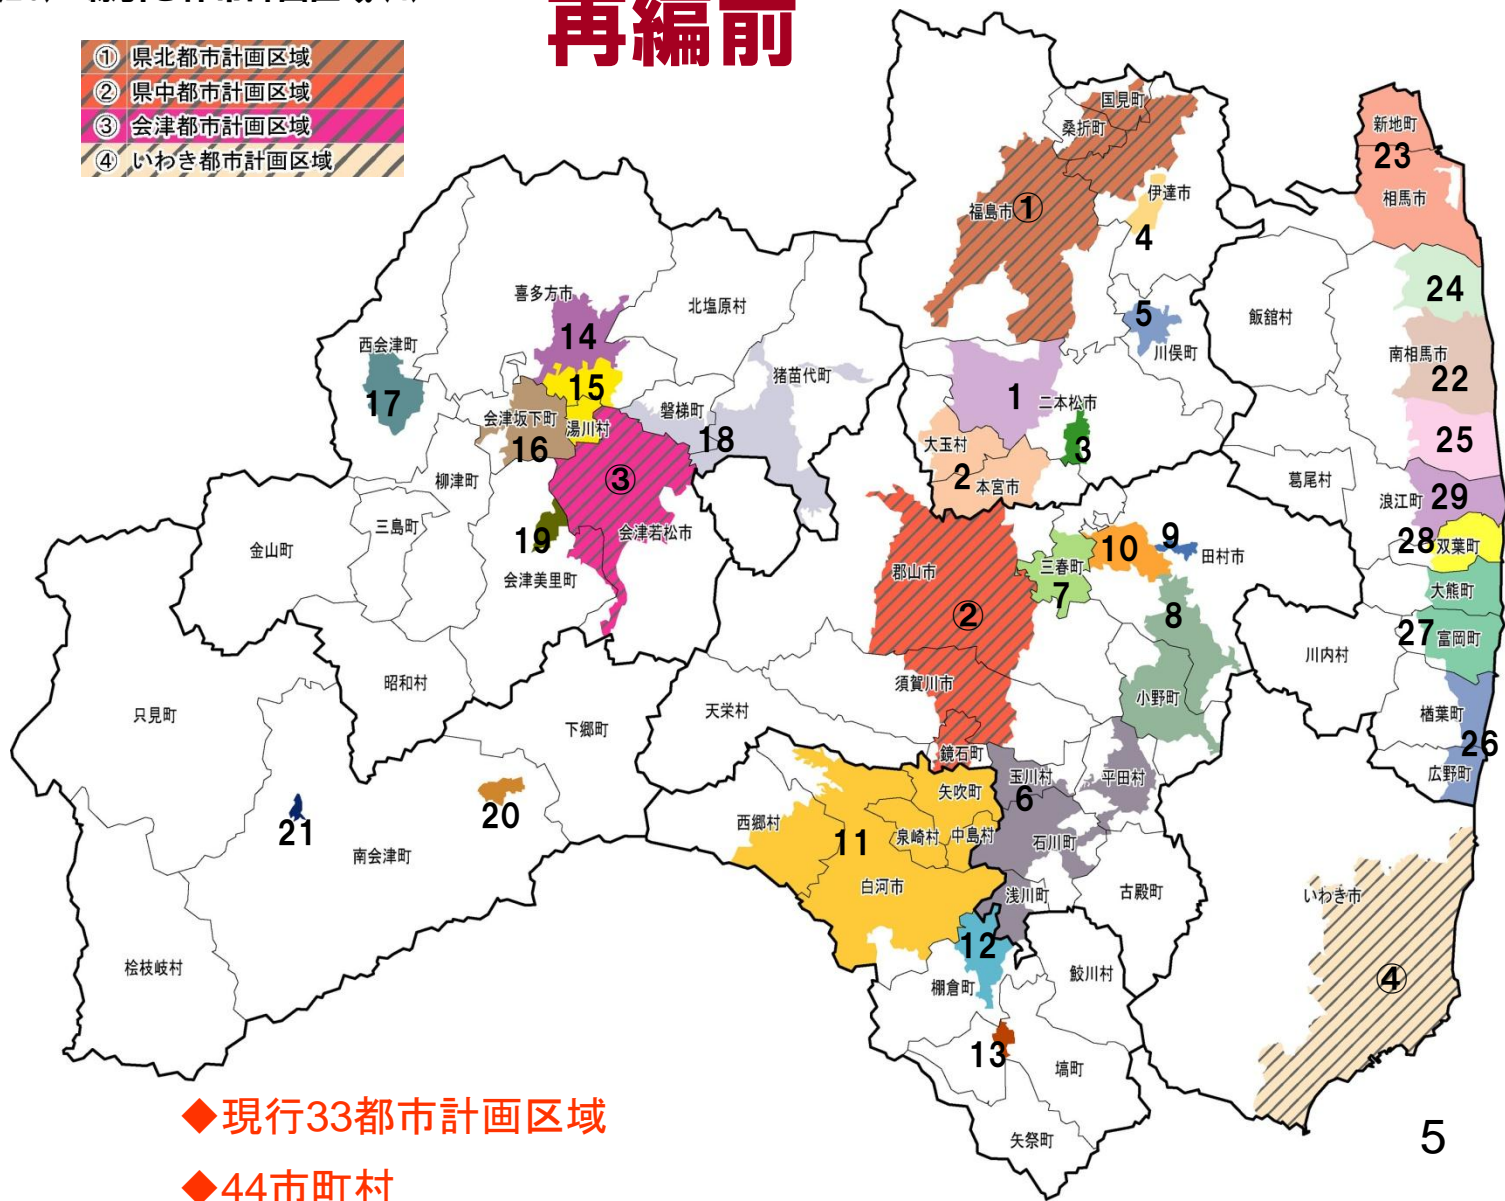 再編前
① 県北都市計画区域
② 県中都市計画区域
③ 会津都市計画区域
④ いわき都市計画区域
国見町
桑折町
新地町
23
相馬市
伊達市
福島市①
4
24
喜多方市
北塩原村
5
飯舘村
14
川俣町
西会津町
南相馬市
22
猪苗代町
15
1
二本松市
17
磐梯町
会津坂下町
湯川村
18
大玉村
3
25
16
2
本宮市
③
柳津町
葛尾村
浪江町
29
三島町
会津若松市
金山町
19
10
9
28
双葉町
田村市
三春町
郡山市
会津美里町
大熊町
7
②
8
27
富岡町
川内村
昭和村
須賀川市
小野町
只見町
天栄村
下郷町
楢葉町
鏡石町
26
玉川村
平田村
広野町
矢吹町
6
20
西郷村
21
11
泉崎村
中島村
石川町
南会津町
白河市
浅川町
古殿町
いわき市
12
桧枝岐村
鮫川村
④
棚倉町
13
塙町
◆現行33都市計画区域
矢祭町
5
◆44市町村